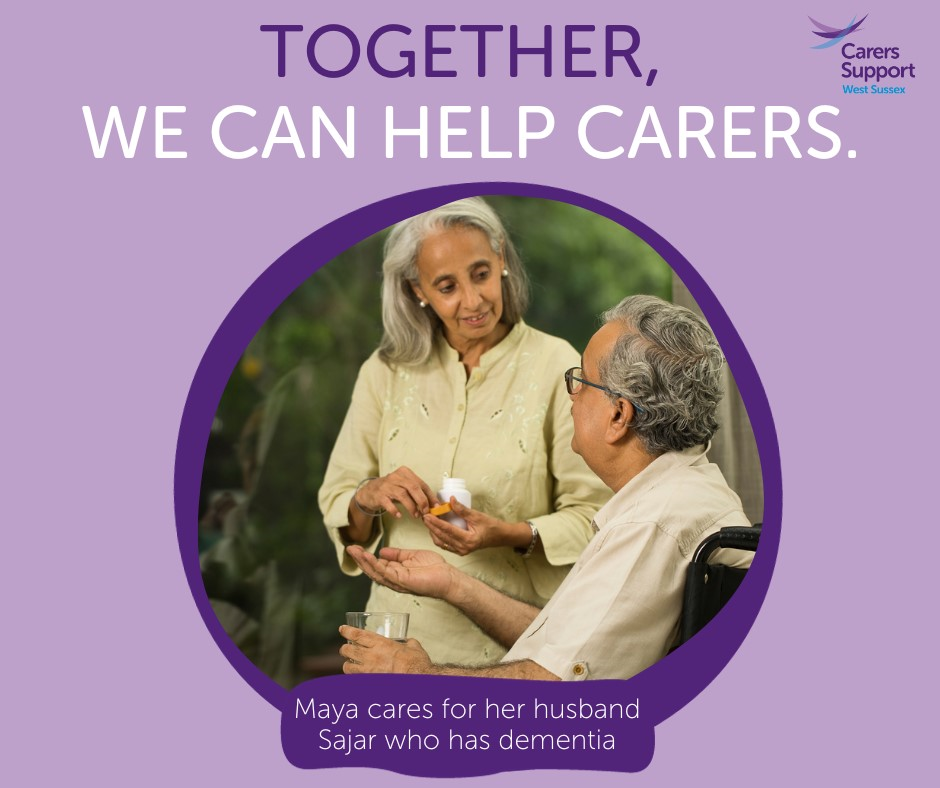 TOGETHER,
WE CAN HELP CARERS.
Carers
Support
West Sussex
Maya cares for her husband
Sajar who has dementia